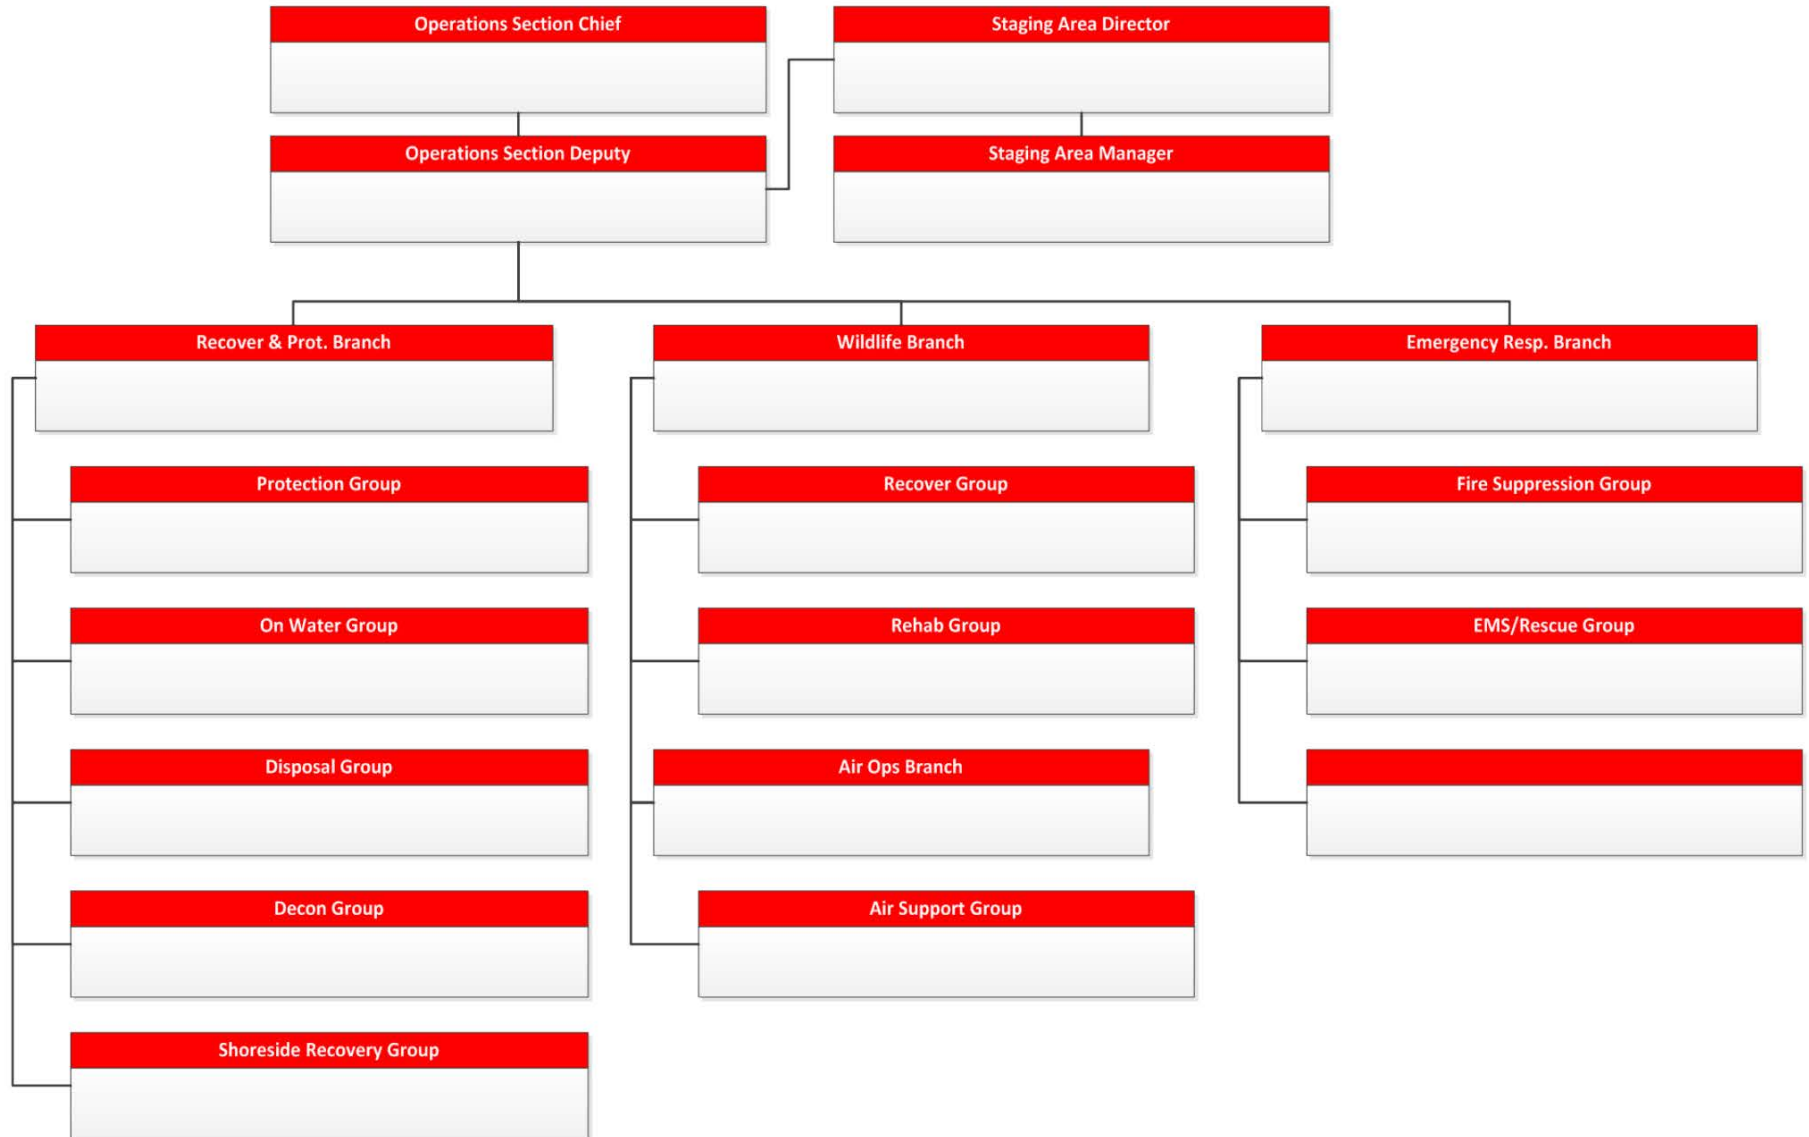 Operations Section Chief
Staging Area Director
Operations Section Deputy
Staging Area Manager
Recover & Prot. Branch
Wildlife Branch
Emergency Resp. Branch
Protection Group
Recover Group
Fire Suppression Group
On Water Group
Rehab Group
EMS/Rescue Group
Disposal Group
Air Ops Branch
Decon Group
Air Support Group
Shoreside Recovery Group